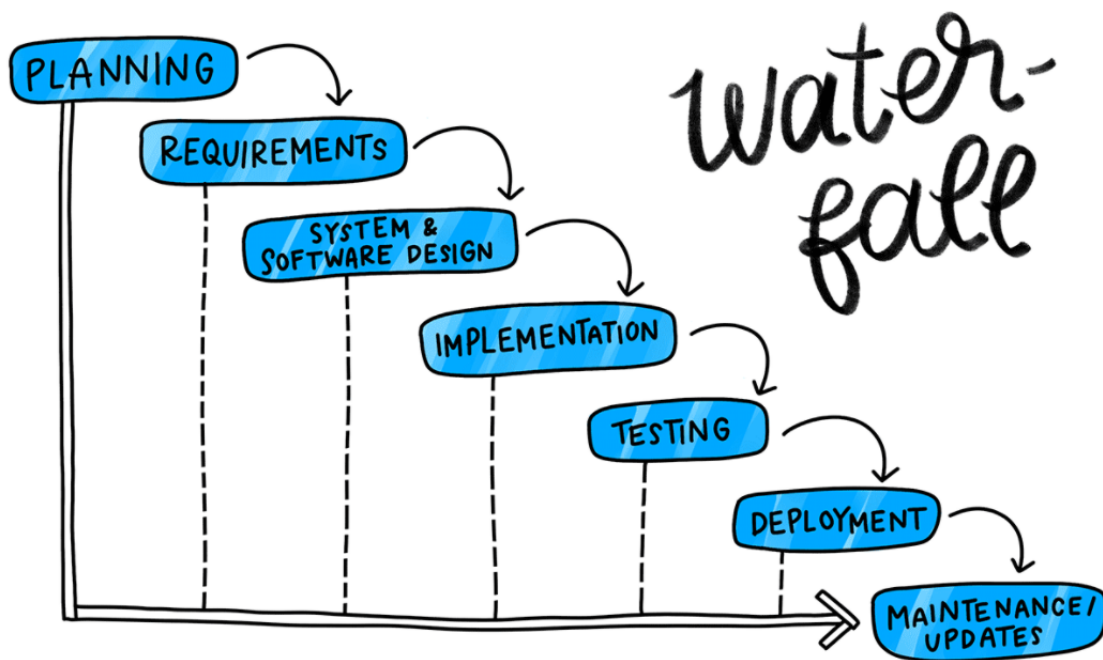 PLANNING
water-
fall
REQUIREMENTS
SYSTEM &
SOFTWARE DESIGN
IMPLEMENTATION
TESTING
DEPLOYMENT
MAINTENANCE/
UPDATES